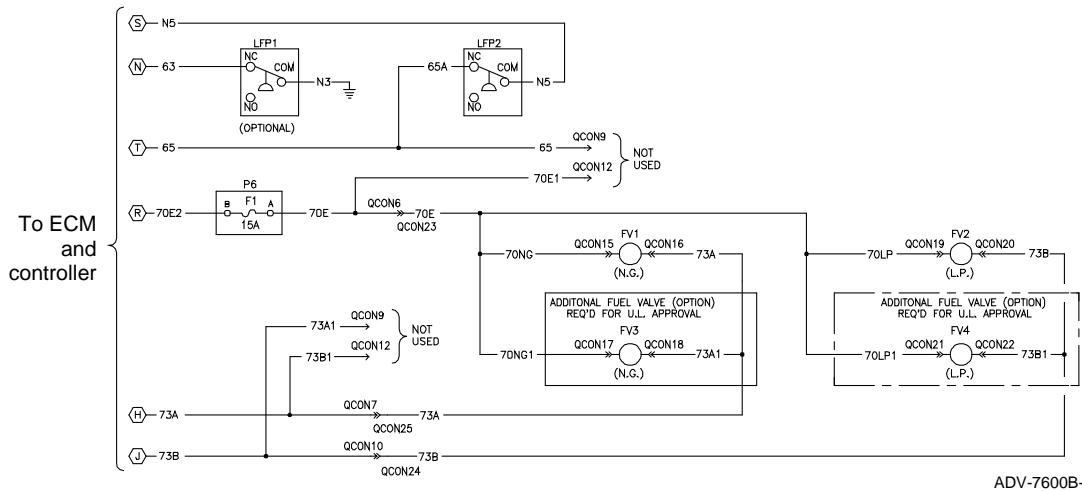 S N5
LFP1
LFP2
NC
COM
NO
N 63
N3
(OPTIONAL)
65A
NC
COM
NO
N5
T 65
65 QCON9
QCON12
70E1
NOT
USED
P6
B F1 A
15A
R 70E2
70E
QCON6
70E
QCON23
To ECM
and
controller
70NG QCON15 FV1 QCON16 73A
(N.G.)
70LP QCON19 FV2 QCON20 73B
(L.P.)
ADDITONAL FUEL VALVE (OPTION)
REQ'D FOR U.L. APPROVAL
70NG1 QCON17 FV3 QCON18 73A1
(N.G.)
ADDITIONAL FUEL VALVE (OPTION)
REQ'D FOR U.L. APPROVAL
70LP1 QCON21 FV4 QCON22 73B1
(L.P.)
73A1 QCON9
73B1 QCON12
NOT
USED
H 73A QCON7 73A
QCON25
J 73B QCON10 73B
QCON24
ADV-7600B-